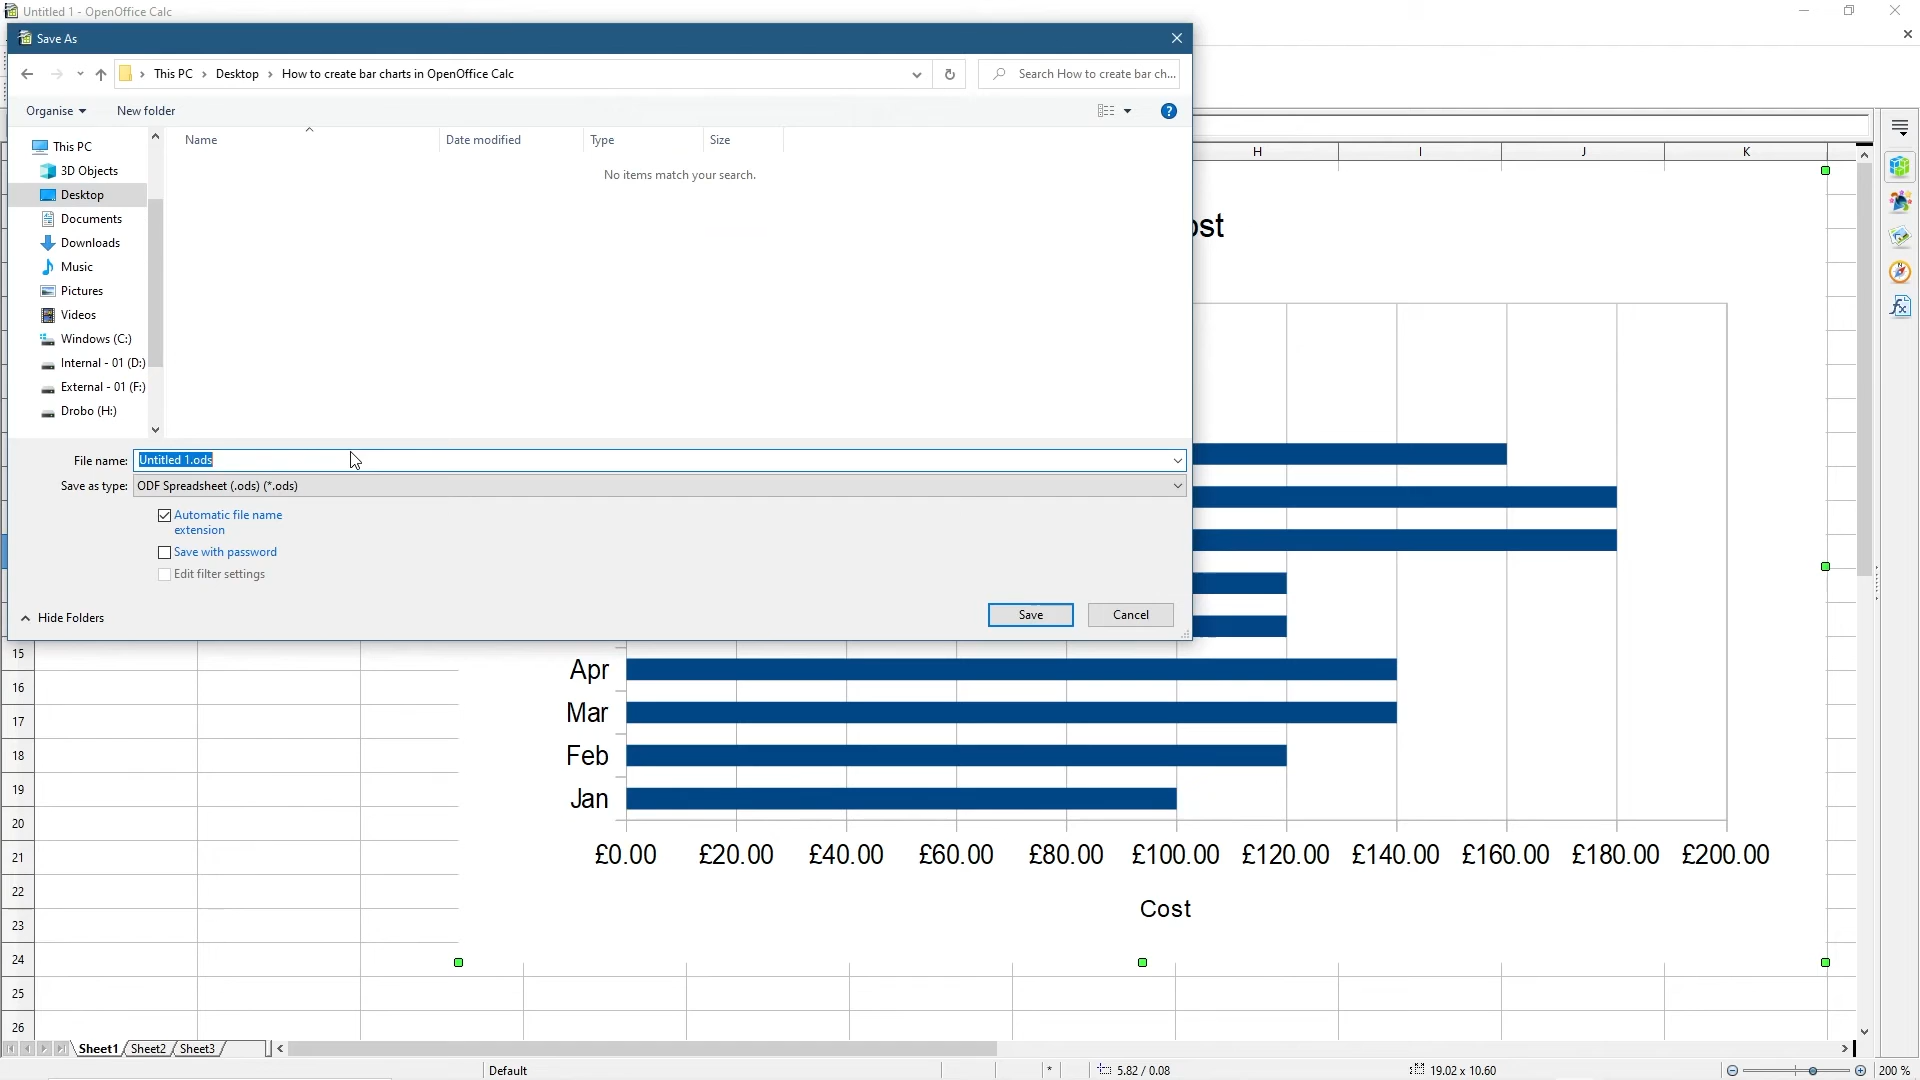 Untitled 1 - OpenOffice Calc
Save As
This PC › Desktop › How to create bar charts in OpenOffice Calc
Search How to create bar ch...
Organise
New folder
Name
Date modified
Type
Size
No items match your search.
This PC
3D Objects
Desktop
Documents
Downloads
Music
Pictures
Videos
Windows (C:)
Internal - 01 (D:)
External - 01 (F:)
Drobo (H:)
File name: Untitled 1.ods
Save as type: ODF Spreadsheet (.ods) (*.ods)
Automatic file name
extension
Save with password
Edit filter settings
Hide Folders
Save
Cancel
H I J K
ost
15
16
17
18
19
20
21
22
23
24
25
26
Apr
Mar
Feb
Jan
£0.00 £20.00 £40.00 £60.00 £80.00 £100.00 £120.00 £140.00 £160.00 £180.00 £200.00
Cost
Sheet1 Sheet2 Sheet3
Default * 5.82 / 0.08 19.02 x 10.60 200 %